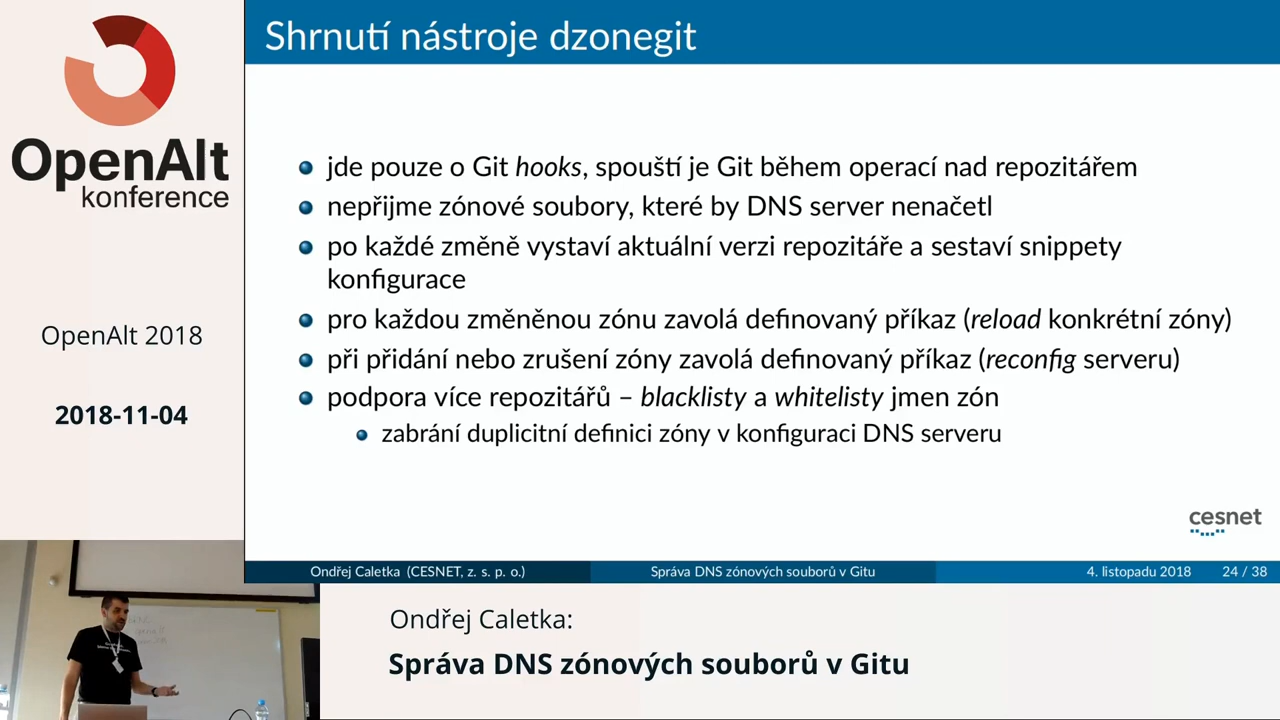 OpenAlt
konference
OpenAlt 2018
2018-11-04
Shrnutí nástroje dzonegit
jde pouze o Git hooks, spouští je Git během operací nad repozitářem
nepřijme zónové soubory, které by DNS server nenačetl
po každé změně vystaví aktuální verzi repozitáře a sestaví snippety
konfigurace
pro každou změněnou zónu zavolá definovaný příkaz (reload konkrétní zóny)
při přidání nebo zrušení zóny zavolá definovaný příkaz (reconfig serveru)
podpora více repozitářů – blacklisty a whitelisty jmen zón
zabrání duplicitní definici zóny v konfiguraci DNS serveru
cesnet
Ondřej Caletka (CESNET, z. s. p. o.)
Správa DNS zónových souborů v Gitu
4. listopadu 2018
24 / 38
Ondřej Caletka:
Správa DNS zónových souborů v Gitu